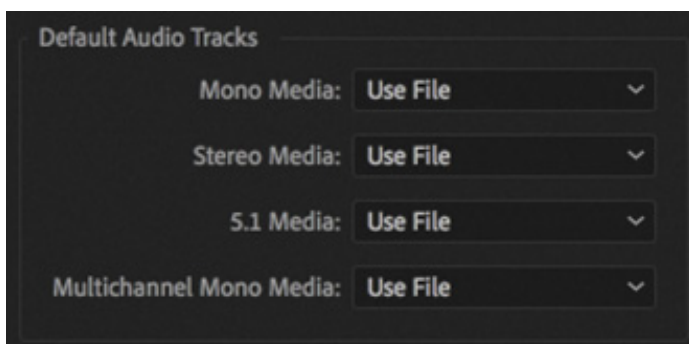 Default Audio Tracks
Mono Media: Use File
Stereo Media: Use File
5.1 Media: Use File
Multichannel Mono Media: Use File